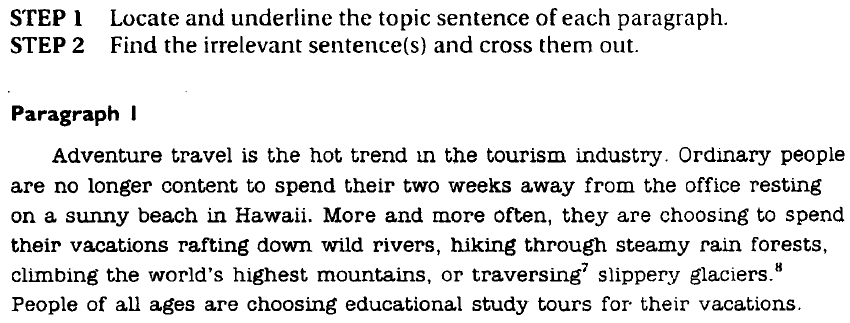 STEP 1 Locate and underline the topic sentence of each paragraph.
STEP 2 Find the irrelevant sentence(s) and cross them out.
Paragraph 1
Adventure travel is the hot trend in the tourism industry. Ordinary people
are no longer content to spend their two weeks away from the office resting
on a sunny beach in Hawaii. More and more often, they are choosing to spend
their vacations rafting down wild rivers, hiking through steamy rain forests,
climbing the world's highest mountains, or traversing⁷ slippery glaciers.⁸
People of all ages are choosing educational study tours for their vacations.